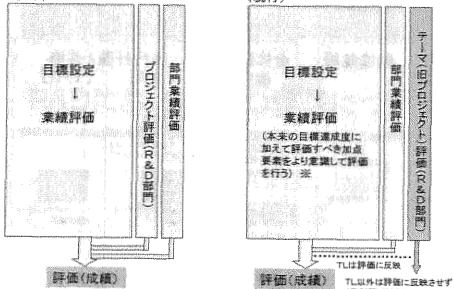 目標設定
↓
業績評価
プロジェクト評価(R&D部門)
部門業績評価
評価(成績)
目標設定
↓
業績評価
(本来の目標達成度に
加えて評価すべき加点
要素をより意識して評価
を行う) ※
部門業績評価
テーマ(旧プロジェクト)評価(R&D部門)
TLは評価に反映
評価(成績)
TL以外は評価に反映させず